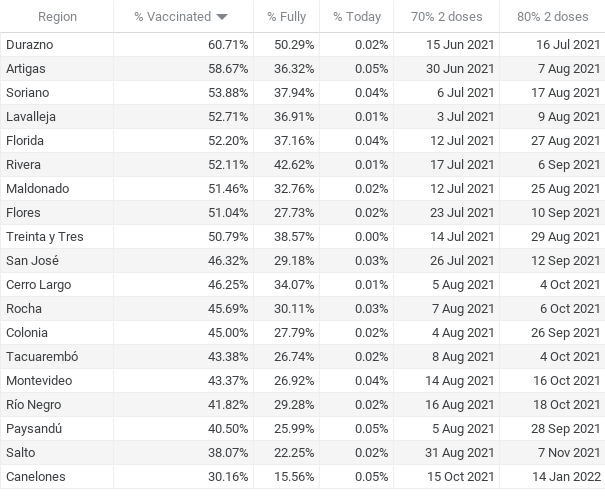 Region % Vaccinated % Fully % Today 70% 2 doses 80% 2 doses
Durazno 60.71% 50.29% 0.02% 15 Jun 2021 16 Jul 2021
Artigas 58.67% 36.32% 0.05% 30 Jun 2021 7 Aug 2021
Soriano 53.88% 37.94% 0.04% 6 Jul 2021 17 Aug 2021
Lavalleja 52.71% 36.91% 0.01% 3 Jul 2021 9 Aug 2021
Florida 52.20% 37.16% 0.04% 12 Jul 2021 27 Aug 2021
Rivera 52.11% 42.62% 0.01% 17 Jul 2021 6 Sep 2021
Maldonado 51.46% 32.76% 0.02% 12 Jul 2021 25 Aug 2021
Flores 51.04% 27.73% 0.02% 23 Jul 2021 10 Sep 2021
Treinta y Tres 50.79% 38.57% 0.00% 14 Jul 2021 29 Aug 2021
San José 46.32% 29.18% 0.03% 26 Jul 2021 12 Sep 2021
Cerro Largo 46.25% 34.07% 0.01% 5 Aug 2021 4 Oct 2021
Rocha 45.69% 30.11% 0.03% 7 Aug 2021 6 Oct 2021
Colonia 45.00% 27.79% 0.02% 4 Aug 2021 26 Sep 2021
Tacuarembó 43.38% 26.74% 0.02% 8 Aug 2021 4 Oct 2021
Montevideo 43.37% 26.92% 0.04% 14 Aug 2021 16 Oct 2021
Río Negro 41.82% 29.28% 0.02% 16 Aug 2021 18 Oct 2021
Paysandú 40.50% 25.99% 0.05% 5 Aug 2021 28 Sep 2021
Salto 38.07% 22.25% 0.02% 31 Aug 2021 7 Nov 2021
Canelones 30.16% 15.56% 0.05% 15 Oct 2021 14 Jan 2022